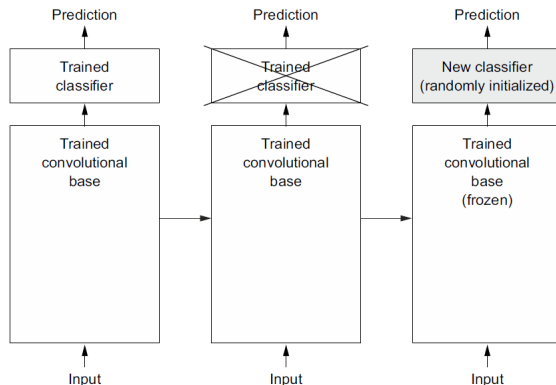 Prediction
Trained
classifier
Trained
convolutional
base
Input
Prediction
Trained
classifier
Trained
convolutional
base
Input
Prediction
New classifier
(randomly initialized)
Trained
convolutional
base
(frozen)
Input